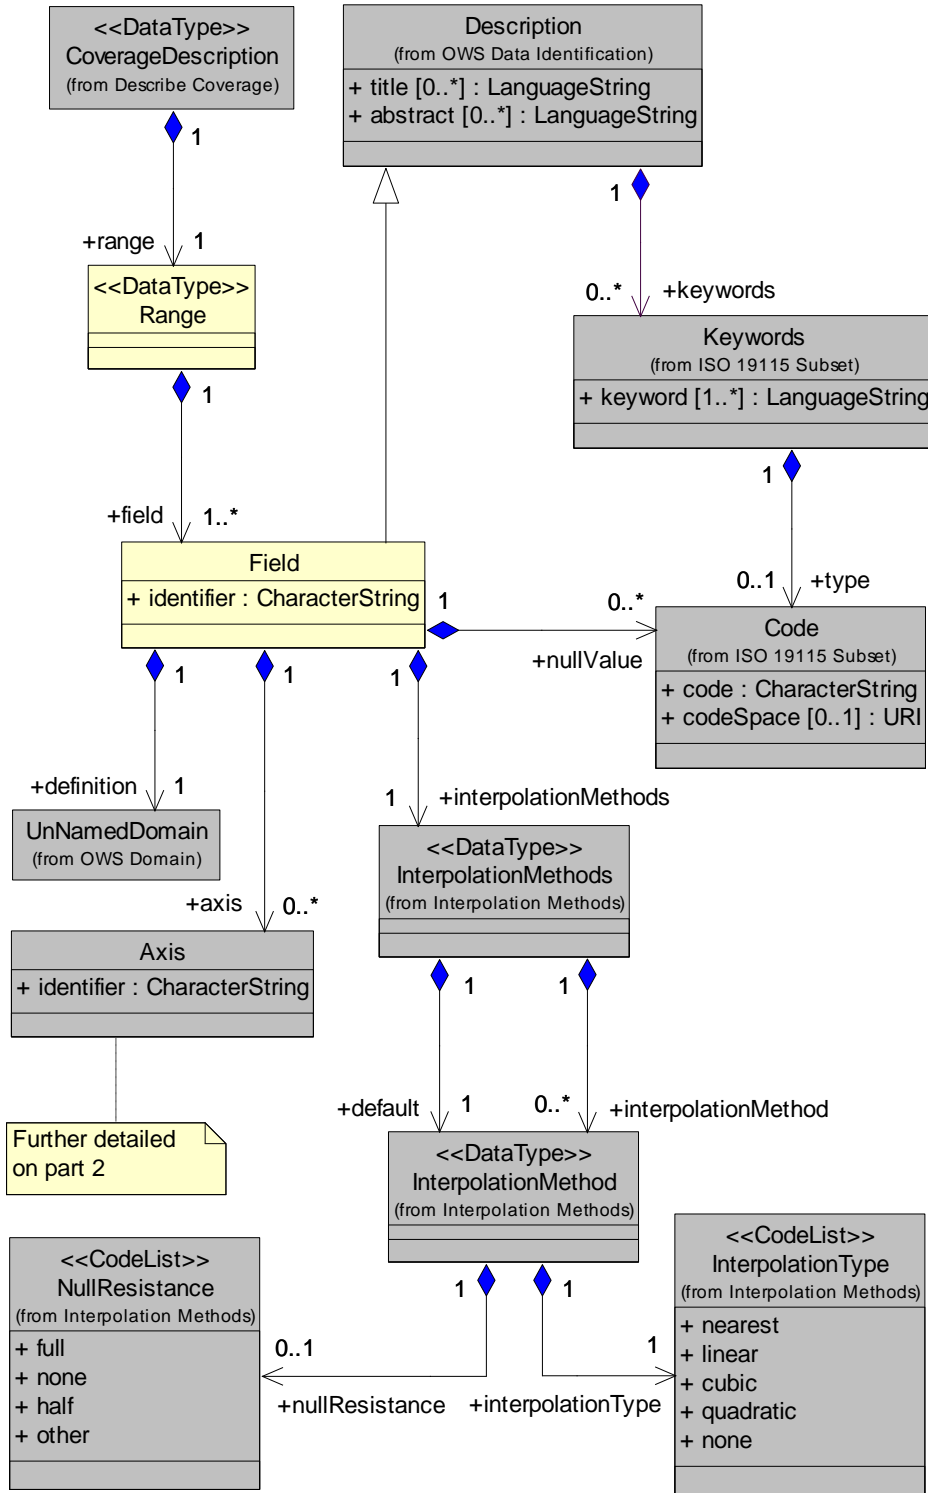 <<DataType>>
CoverageDescription
(from Describe Coverage)
Description
(from OWS Data Identification)
+ title [0..*] : LanguageString
+ abstract [0..*] : LanguageString
1
1
+range
1
0..*
+keywords
<<DataType>>
Range
Keywords
(from ISO 19115 Subset)
+ keyword [1..*] : LanguageString
1
1
+field
1..*
0..1
+type
Field
+ identifier : CharacterString
1
0..*
+nullValue
Code
(from ISO 19115 Subset)
+ code : CharacterString
+ codeSpace [0..1] : URI
1
1
1
+definition
1
1
+interpolationMethods
UnNamedDomain
(from OWS Domain)
<<DataType>>
InterpolationMethods
(from Interpolation Methods)
+axis
0..*
Axis
+ identifier : CharacterString
1
1
+default
1
0..*
+interpolationMethod
Further detailed
on part 2
<<DataType>>
InterpolationMethod
(from Interpolation Methods)
1
1
<<CodeList>>
NullResistance
(from Interpolation Methods)
+ full
+ none
+ half
+ other
0..1
+nullResistance
1
+interpolationType
<<CodeList>>
InterpolationType
(from Interpolation Methods)
+ nearest
+ linear
+ cubic
+ quadratic
+ none